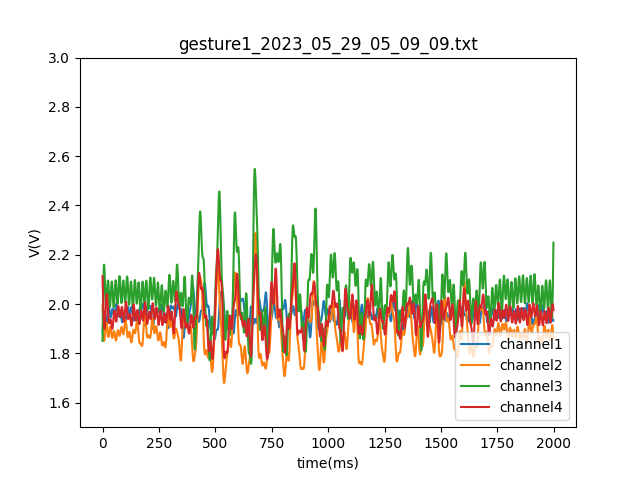 gesture1_2023_05_29_05_09_09.txt
V(V)
3.0
2.8
2.6
2.4
2.2
2.0
1.8
1.6
channel1
channel2
channel3
channel4
0 250 500 750 1000 1250 1500 1750 2000
time(ms)